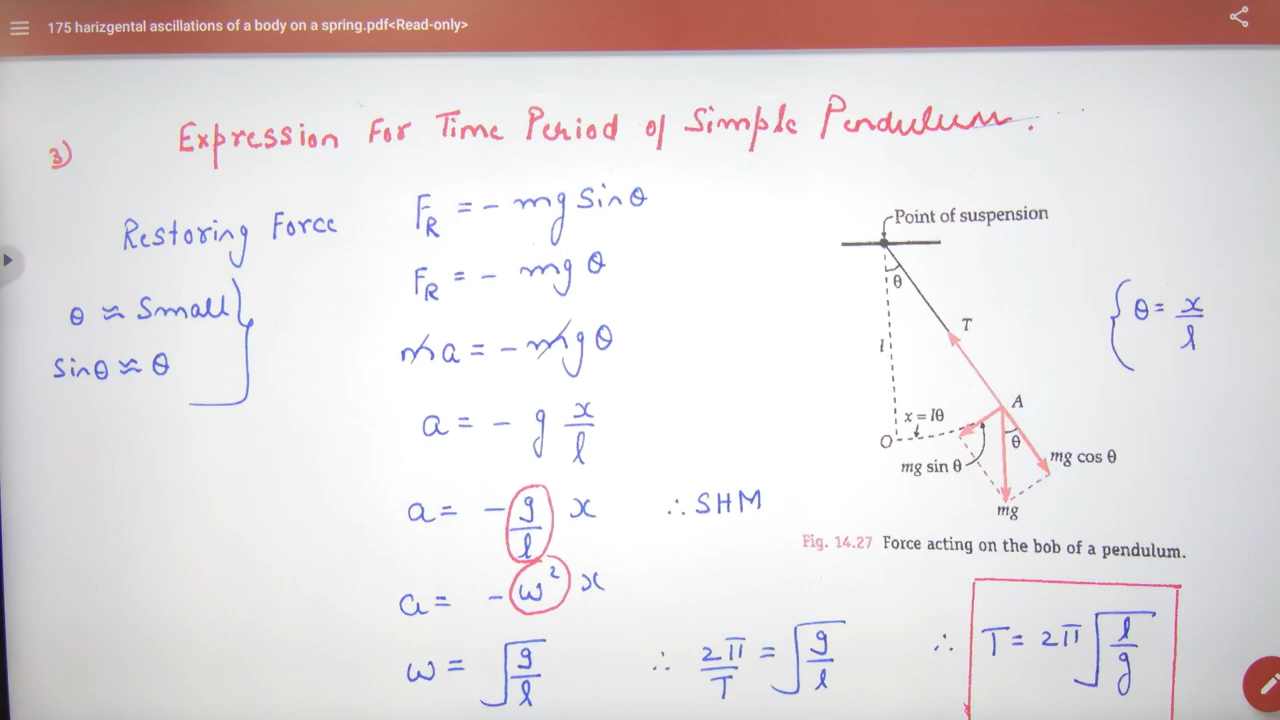 175 harizgental ascillations of a body on a spring.pdf<Read-only>
3) Expression For Time Period of Simple Pendulum.
Restoring Force
F_R = - mg Sinθ
F_R = - mg θ
θ ≈ Small
Sinθ ≈ θ
ma = - mg θ
a = - g x/l
a = - g/l x ∴ SHM
a = - ω² x
ω = √(g/l) ∴ 2π/T = √(g/l) ∴ T = 2π √(l/g)
Point of suspension
θ
T
l
A
x = lθ
O
θ
mg sin θ
mg cos θ
mg
Fig. 14.27 Force acting on the bob of a pendulum.
{ θ = x/l